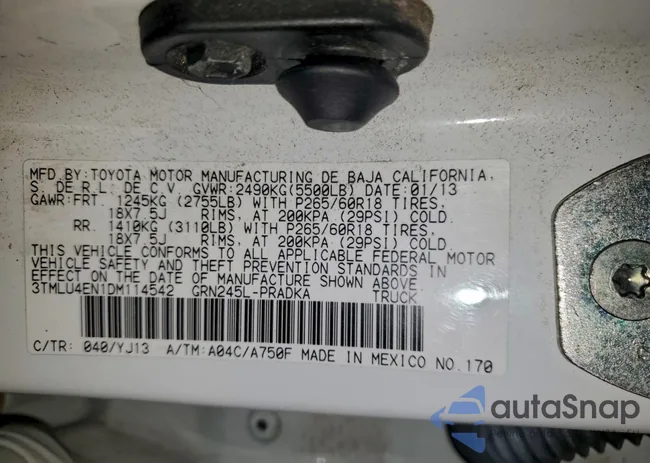 MFD.BY:TOYOTA MOTOR MANUFACTURING DE BAJA CALIFORNIA,
S. DE R.L. DE C.V. GVWR:2490KG(5500LB) DATE:01/13
GAWR:FRT. 1245KG (2755LB) WITH P265/60R18 TIRES,
18X7.5J RIMS, AT 200KPA (29PSI) COLD.
RR. 1410KG (3110LB) WITH P265/60R18 TIRES,
18X7.5J RIMS, AT 200KPA (29PSI) COLD.
THIS VEHICLE CONFORMS TO ALL APPLICABLE FEDERAL MOTOR
VEHICLE SAFETY AND THEFT PREVENTION STANDARDS IN
EFFECT ON THE DATE OF MANUFACTURE SHOWN ABOVE.
3TMLU4EN1DM114542 GRN245L-PRADKA TRUCK
C/TR: 040/YJ13 A/TM:A04C/A750F MADE IN MEXICO NO.170
autaSnap